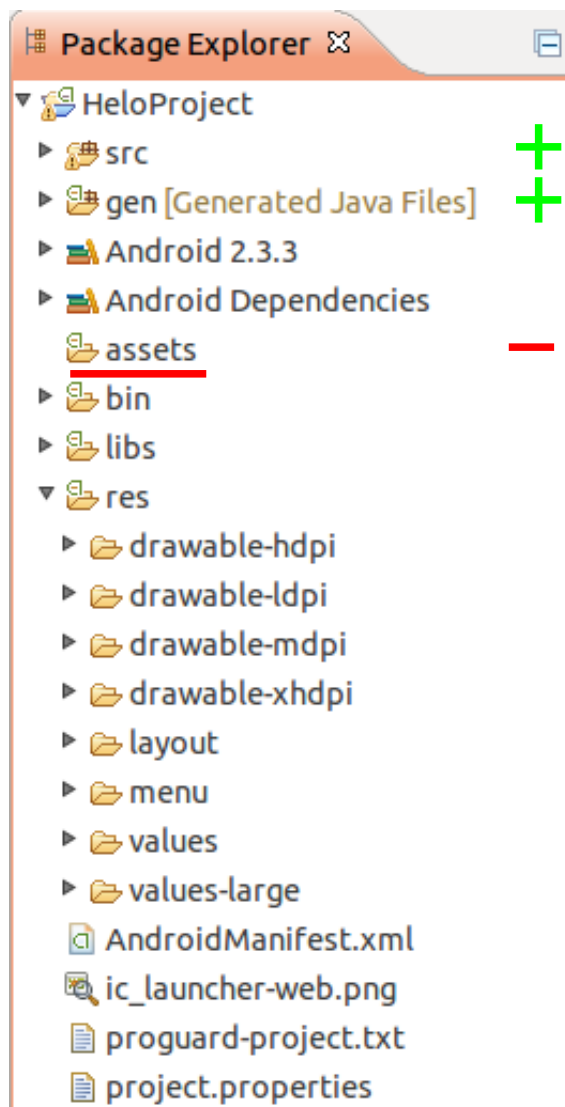 Package Explorer
HeloProject
src
gen [Generated Java Files]
Android 2.3.3
Android Dependencies
assets
bin
libs
res
drawable-hdpi
drawable-ldpi
drawable-mdpi
drawable-xhdpi
layout
menu
values
values-large
AndroidManifest.xml
ic_launcher-web.png
proguard-project.txt
project.properties